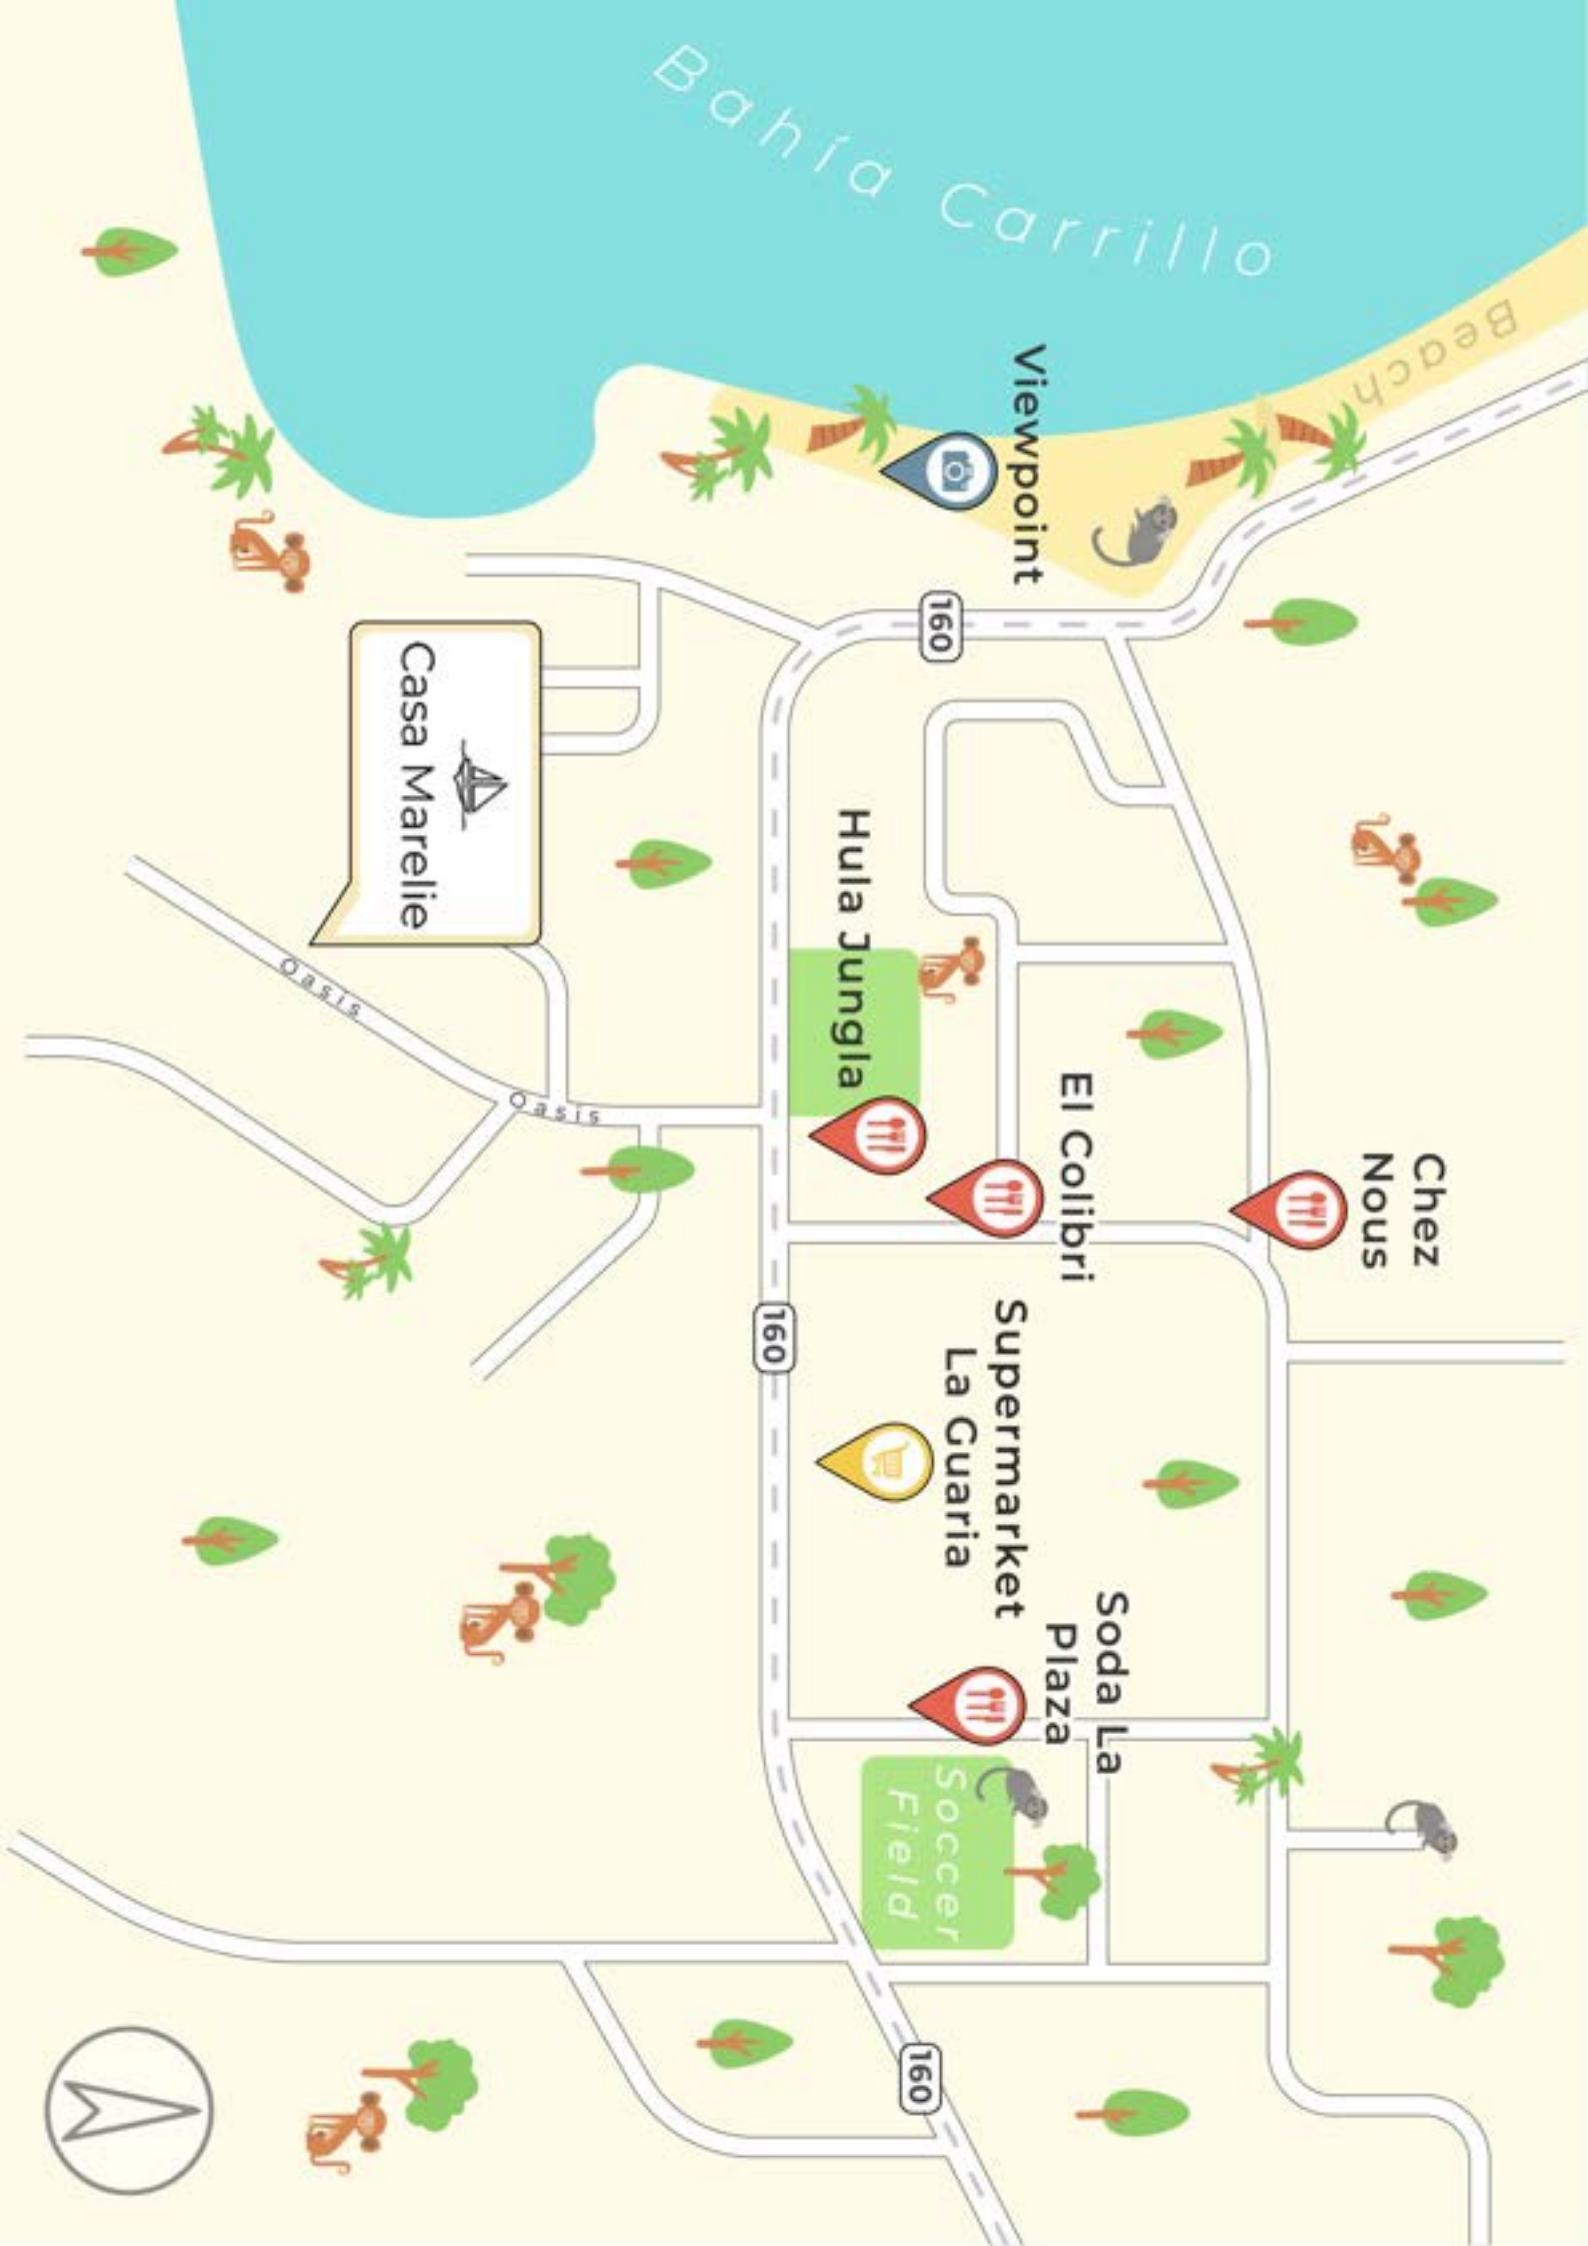 Bahía Carrillo
Beach
Viewpoint
160
Chez
Nous
El Colibri
Hula Jungla
Supermarket
La Guaria
Soda La
Plaza
160
Soccer
Field
160
Casa Marelie
Oasis
Oasis